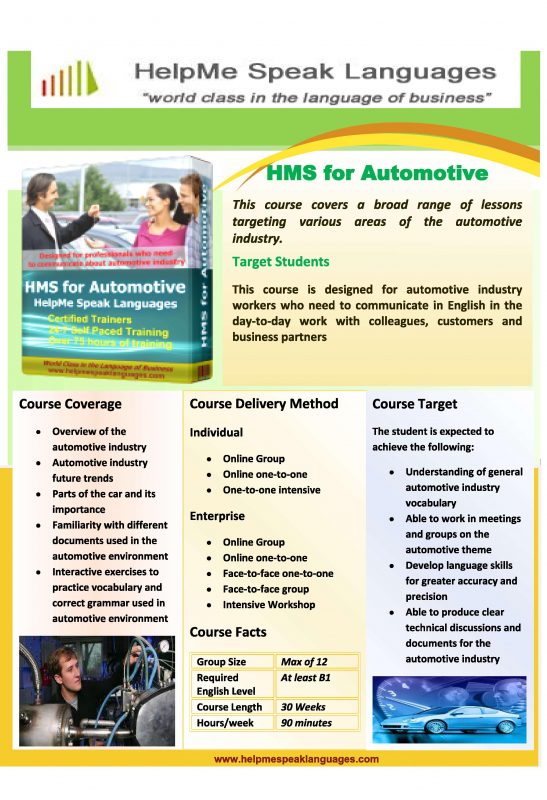 HelpMe Speak Languages
"world class in the language of business"
HMS for Automotive
This course covers a broad range of lessons
targeting various areas of the automotive
industry.
Target Students
This course is designed for automotive industry
workers who need to communicate in English in the
day-to-day work with colleagues, customers and
business partners
Designed for professionals who need
to communicate about automotive industry
HMS for Automotive
HelpMe Speak Languages
Certified Trainers
24-7 Self Paced Training
Over 75 hours of training
World Class in the Language of Business
www.helpmespeaklanguages.com
HMS for Automotive
Course Coverage
• Overview of the
automotive industry
• Automotive industry
future trends
• Parts of the car and its
importance
• Familiarity with different
documents used in the
automotive environment
• Interactive exercises to
practice vocabulary and
correct grammar used in
automotive environment
Course Delivery Method
Individual
• Online Group
• Online one-to-one
• One-to-one intensive
Enterprise
• Online Group
• Online one-to-one
• Face-to-face one-to-one
• Face-to-face group
• Intensive Workshop
Course Facts
Group Size Max of 12
Required At least B1
English Level
Course Length 30 Weeks
Hours/week 90 minutes
Course Target
The student is expected to
achieve the following:
• Understanding of general
automotive industry
vocabulary
• Able to work in meetings
and groups on the
automotive theme
• Develop language skills
for greater accuracy and
precision
• Able to produce clear
technical discussions and
documents for the
automotive industry
www.helpmespeaklanguages.com